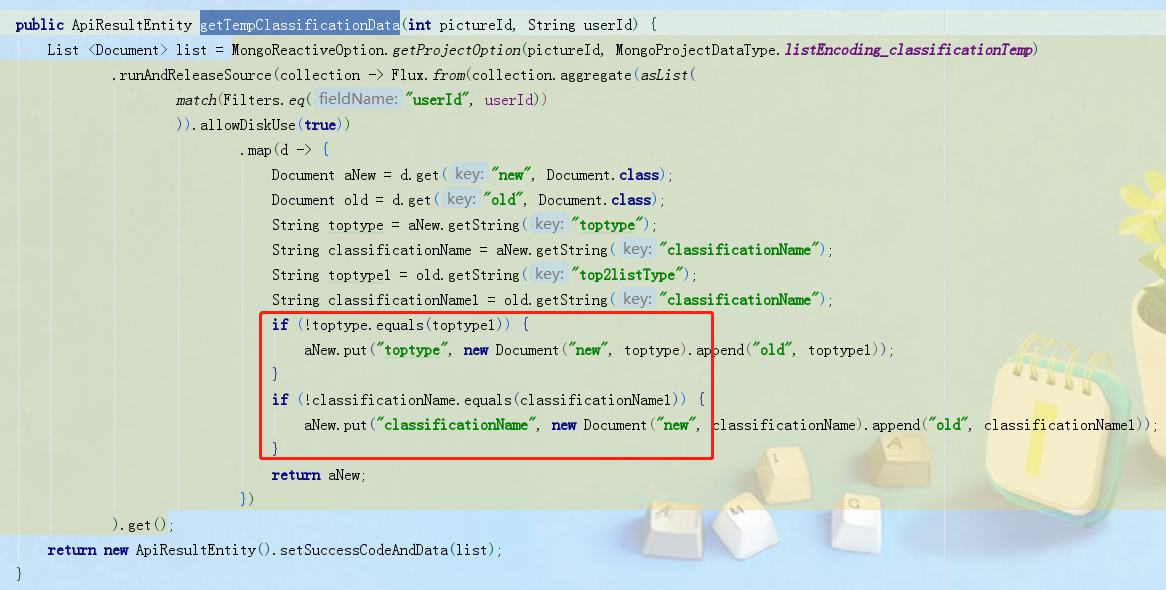 public ApiResultEntity getTempClassificationData(int pictureId, String userId) {
List <Document> list = MongoReactiveOption.getProjectOption(pictureId, MongoProjectDataType.listEncoding_classificationTemp)
.runAndReleaseSource(collection -> Flux.from(collection.aggregate(asList(
match(Filters.eq( fieldName: "userId", userId))
)).allowDiskUse(true))
.map(d -> {
Document aNew = d.get( key: "new", Document.class);
Document old = d.get( key: "old", Document.class);
String toptype = aNew.getString( key: "toptype");
String classificationName = aNew.getString( key: "classificationName");
String toptype1 = old.getString( key: "top2listType");
String classificationName1 = old.getString( key: "classificationName");
if (!toptype.equals(toptype1)) {
aNew.put("toptype", new Document("new", toptype).append("old", toptype1));
}
if (!classificationName.equals(classificationName1)) {
aNew.put("classificationName", new Document("new", classificationName).append("old", classificationName1));
}
return aNew;
})
).get();
return new ApiResultEntity().setSuccessCodeAndData(list);
}
I
A
A
M
G